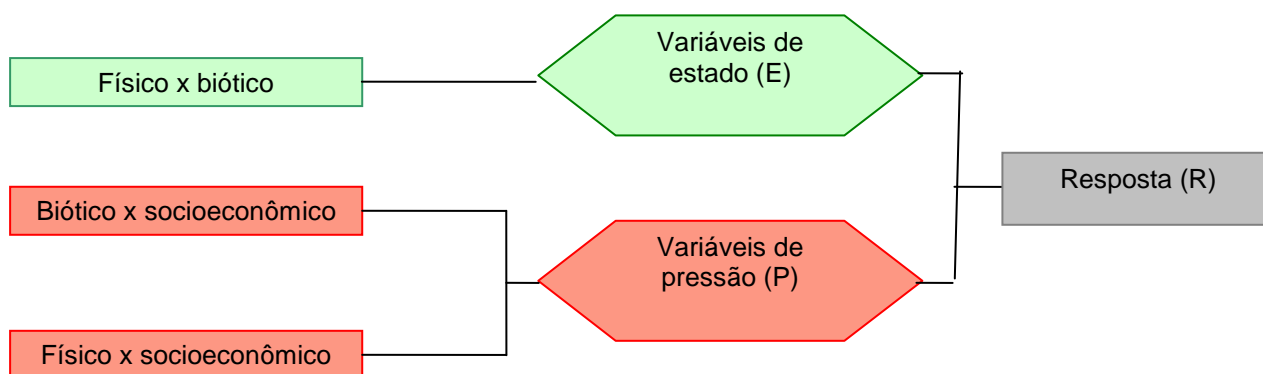 Físico x biótico
Variáveis de
estado (E)
Biótico x socioeconômico
Físico x socioeconômico
Variáveis de
pressão (P)
Resposta (R)